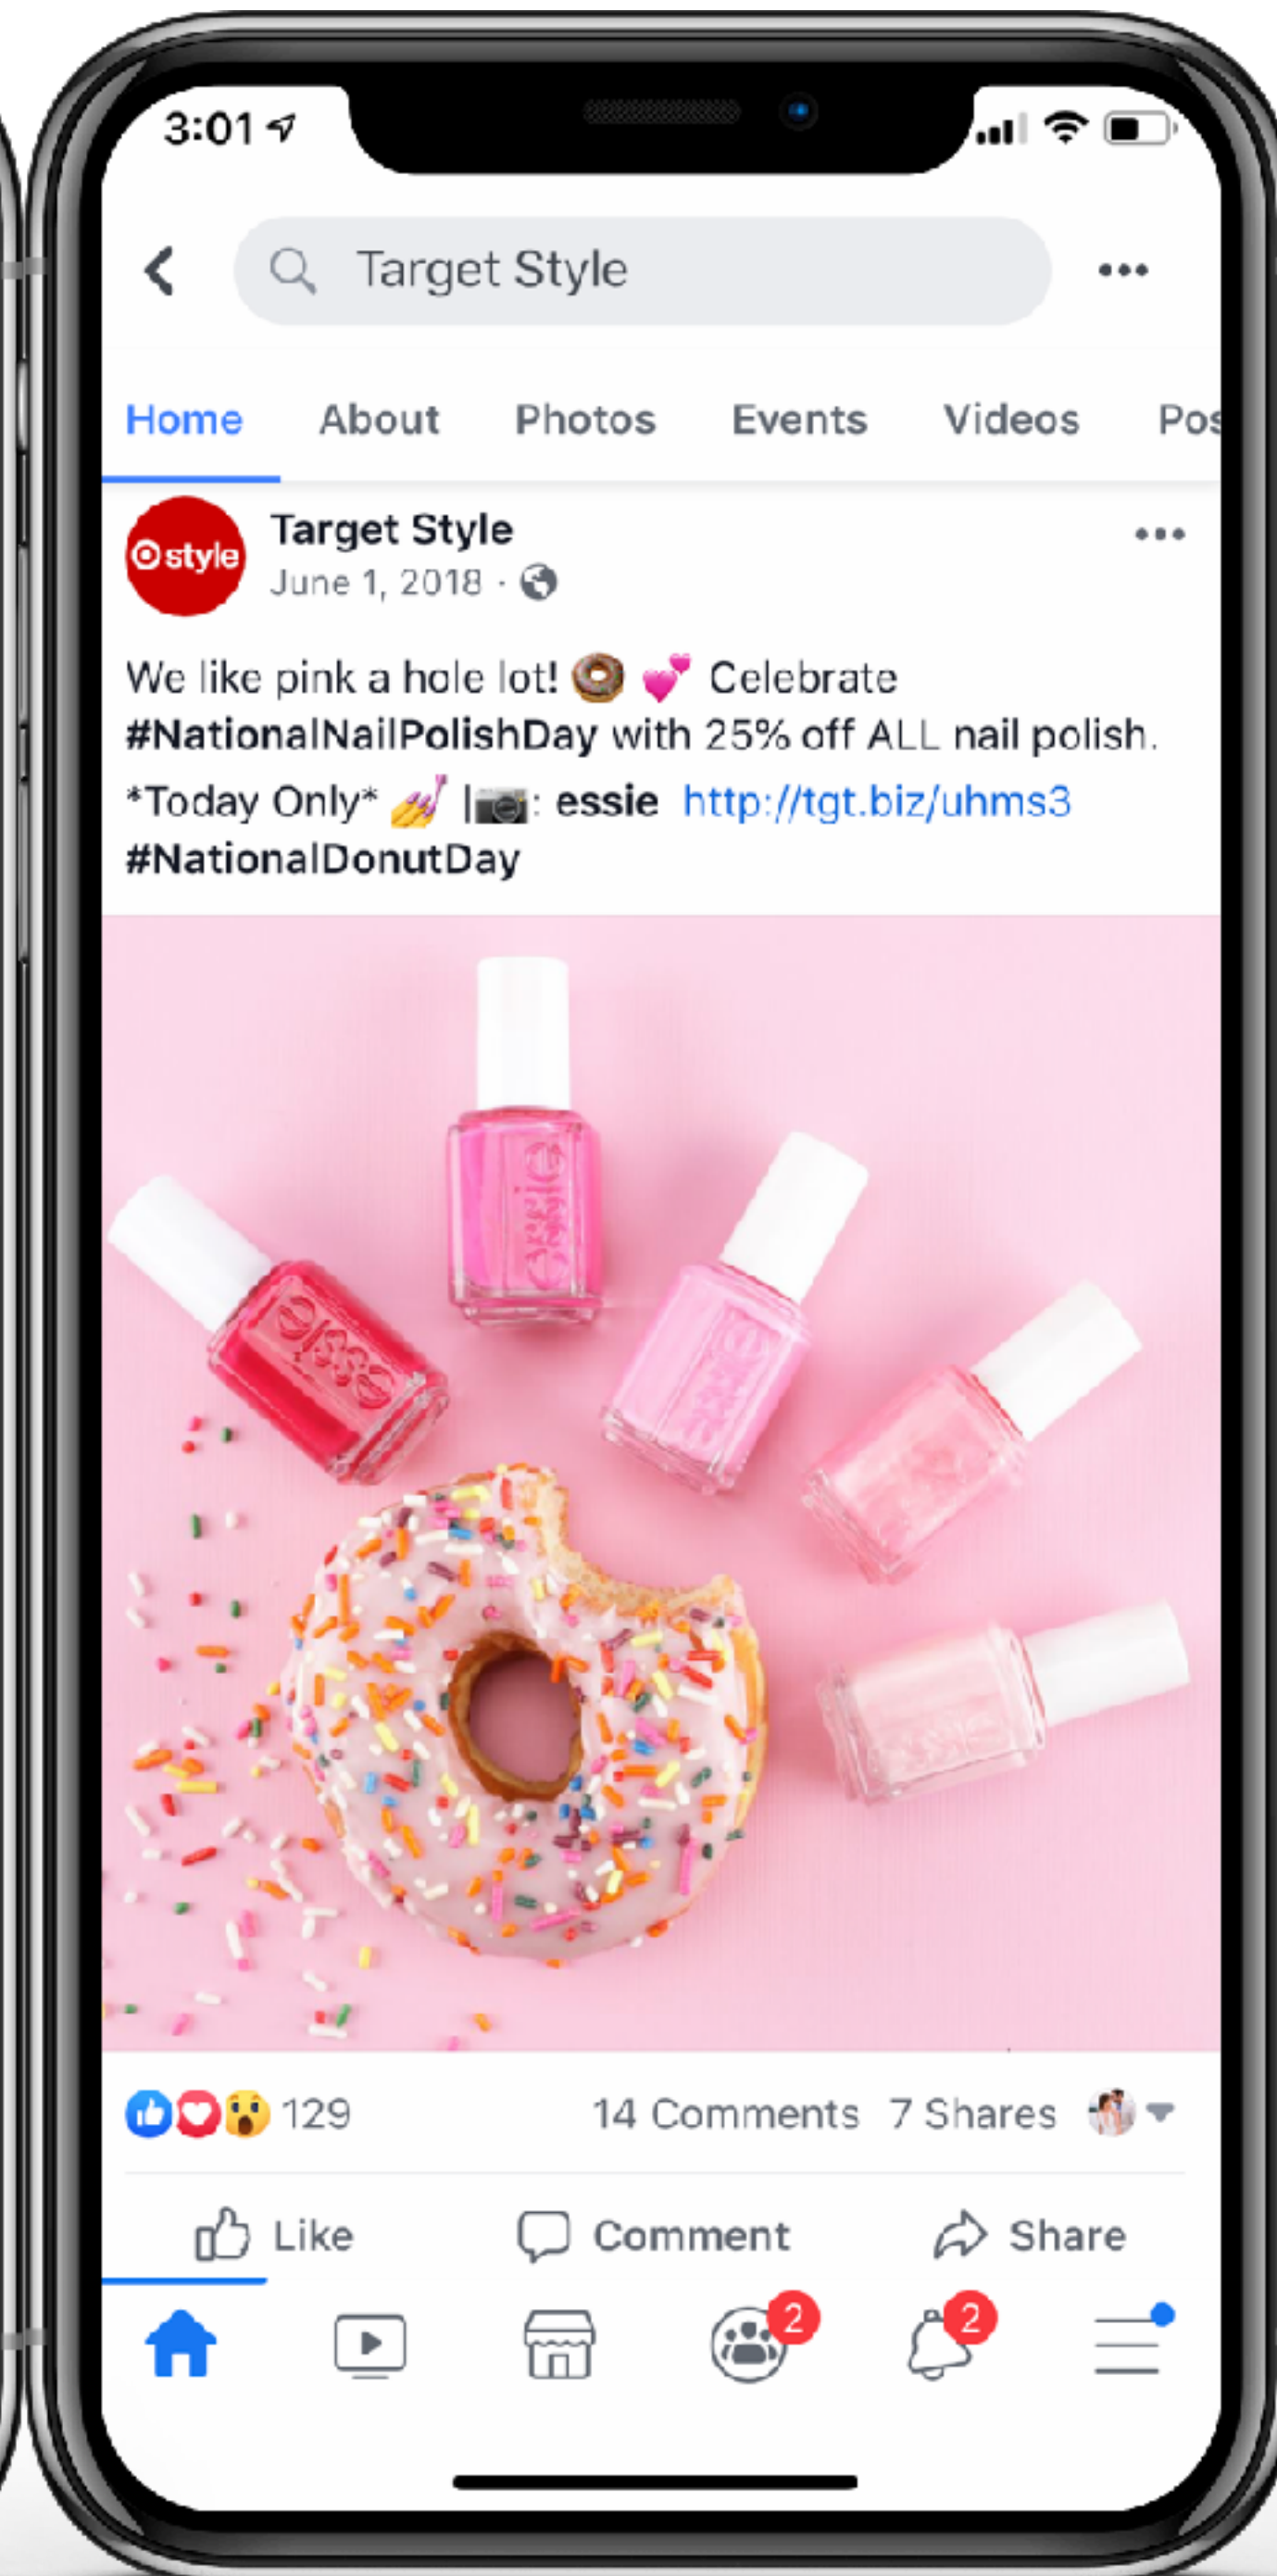 3:01
Target Style
Home About Photos Events Videos Pos
style
Target Style
June 1, 2018 ·
We like pink a hole lot! 🍩 💕 Celebrate
#NationalNailPolishDay with 25% off ALL nail polish.
*Today Only* 💅 |📷: essie http://tgt.biz/uhms3
#NationalDonutDay
essie
essie
essie
essie
129 14 Comments 7 Shares
Like Comment Share
2 2